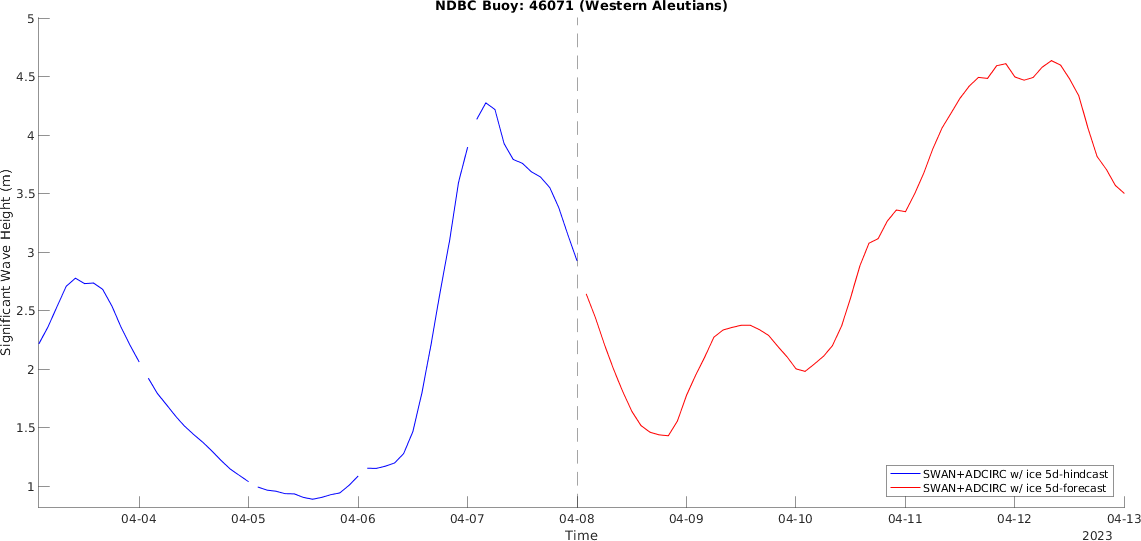 NDBC Buoy: 46071 (Western Aleutians)
Significant Wave Height (m)
5
4.5
4
3.5
3
2.5
2
1.5
1
SWAN+ADCIRC w/ ice 5d-hindcast
SWAN+ADCIRC w/ ice 5d-forecast
04-04 04-05 04-06 04-07 04-08 04-09 04-10 04-11 04-12 04-13
Time
2023